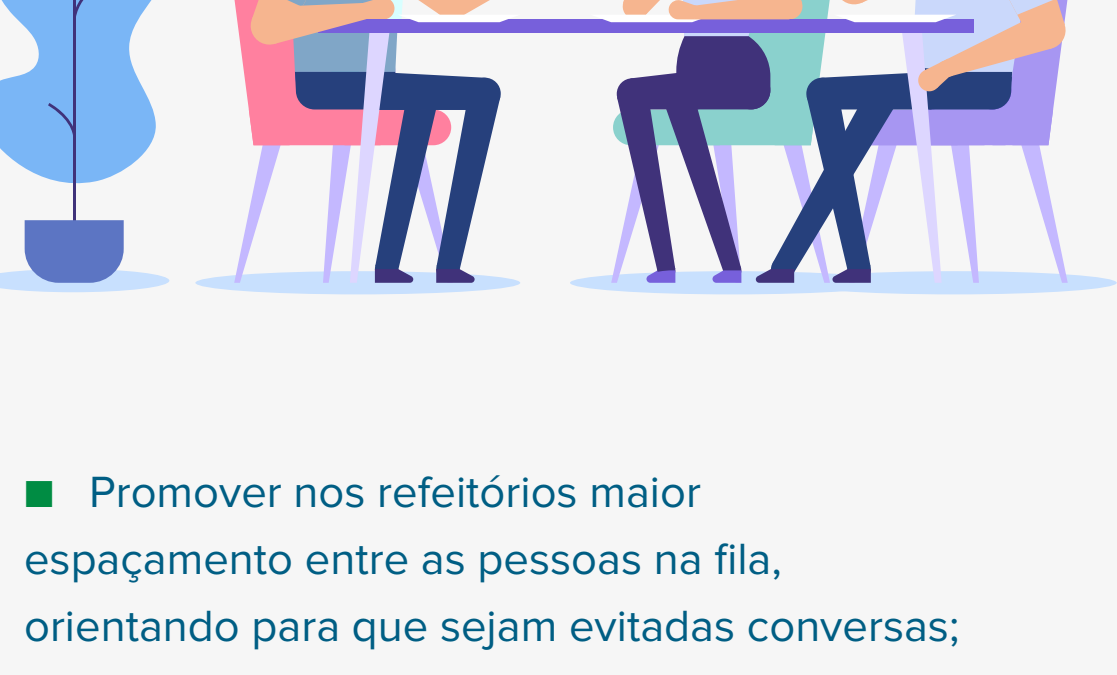 Promover nos refeitórios maior
espaçamento entre as pessoas na fila,
orientando para que sejam evitadas conversas;